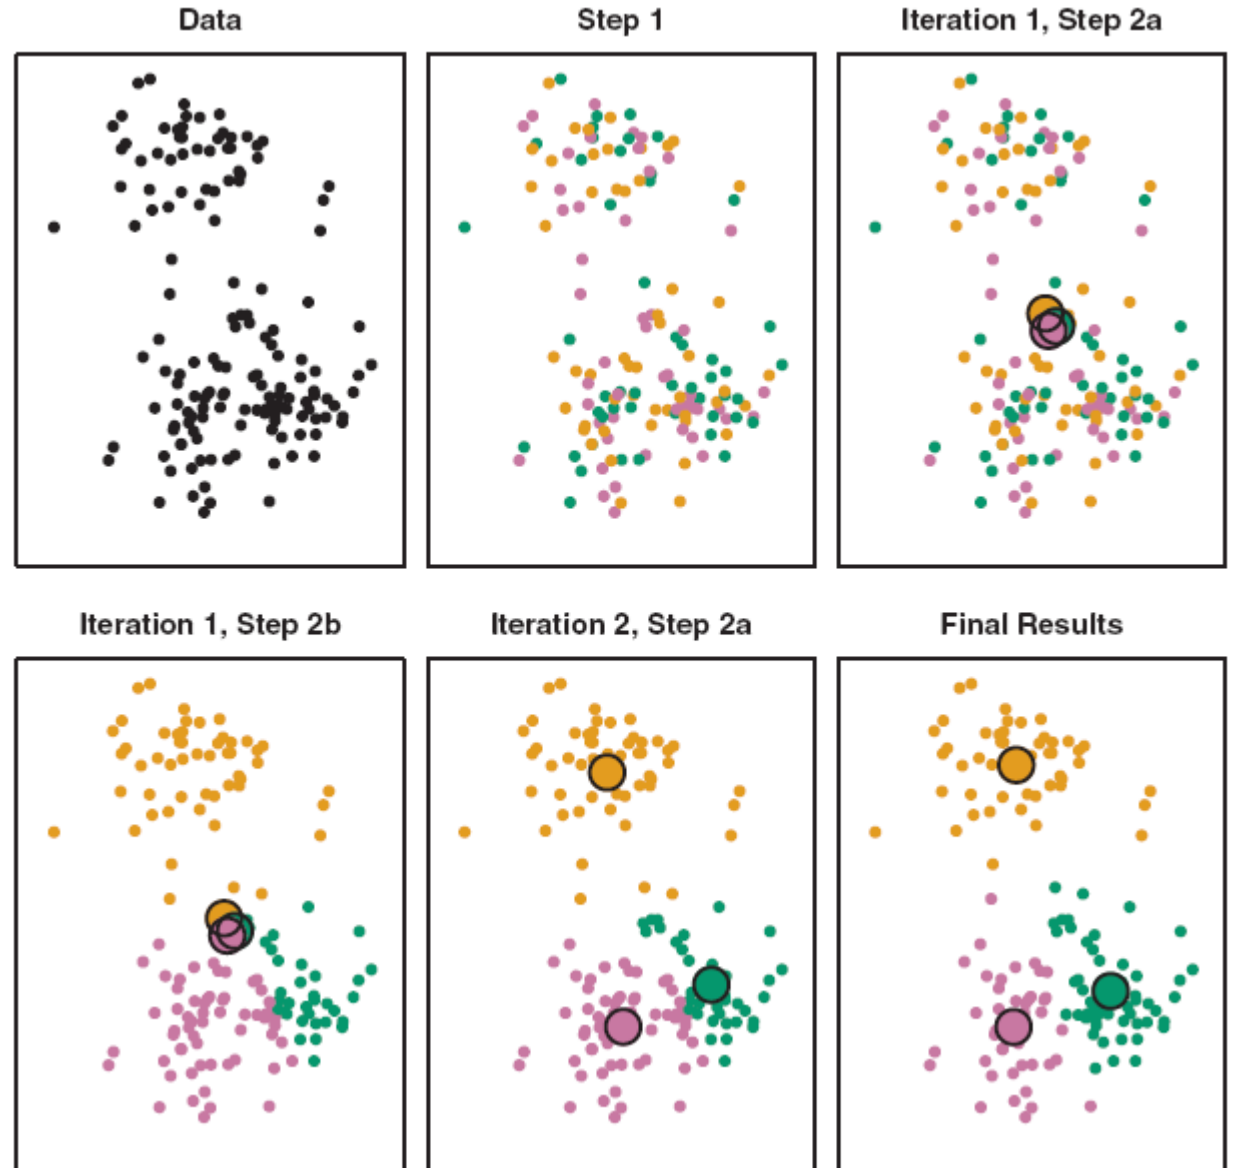 Data
Step 1
Iteration 1, Step 2a
Iteration 1, Step 2b
Iteration 2, Step 2a
Final Results